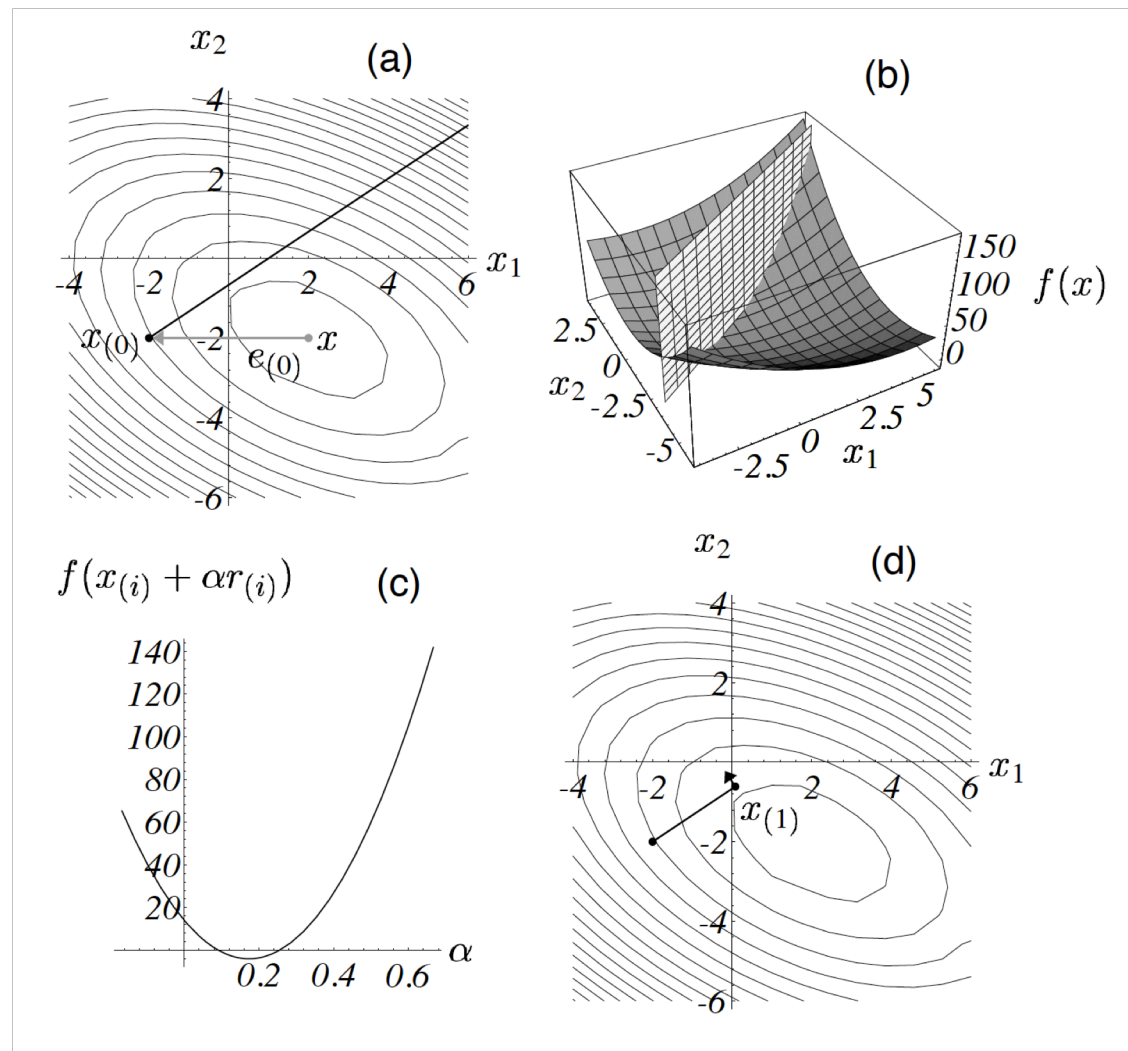 (a)
x₂
4
2
-4 -2 2 4 6 x₁
x₍₀₎ -2 e₍₀₎ x
-4
-6
(b)
150
100
50
0
f(x)
2.5
0
-2.5
-5
x₂
-2.5 0 2.5 5
x₁
(c)
f(x₍ᵢ₎ + αr₍ᵢ₎)
140
120
100
80
60
40
20
0.2 0.4 0.6 α
(d)
x₂
4
2
-4 -2 2 4 6 x₁
x₍₁₎
-2
-4
-6